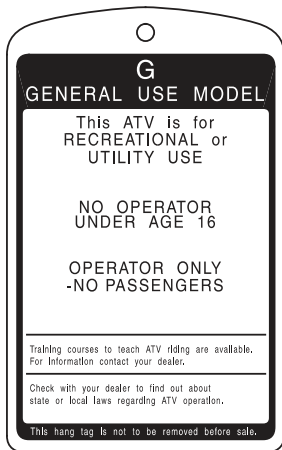 G
GENERAL USE MODEL
This ATV is for
RECREATIONAL or
UTILITY USE
NO OPERATOR
UNDER AGE 16
OPERATOR ONLY
-NO PASSENGERS
Training courses to teach ATV riding are available.
For information contact your dealer.
Check with your dealer to find out about
state or local laws regarding ATV operation.
This hang tag is not to be removed before sale.